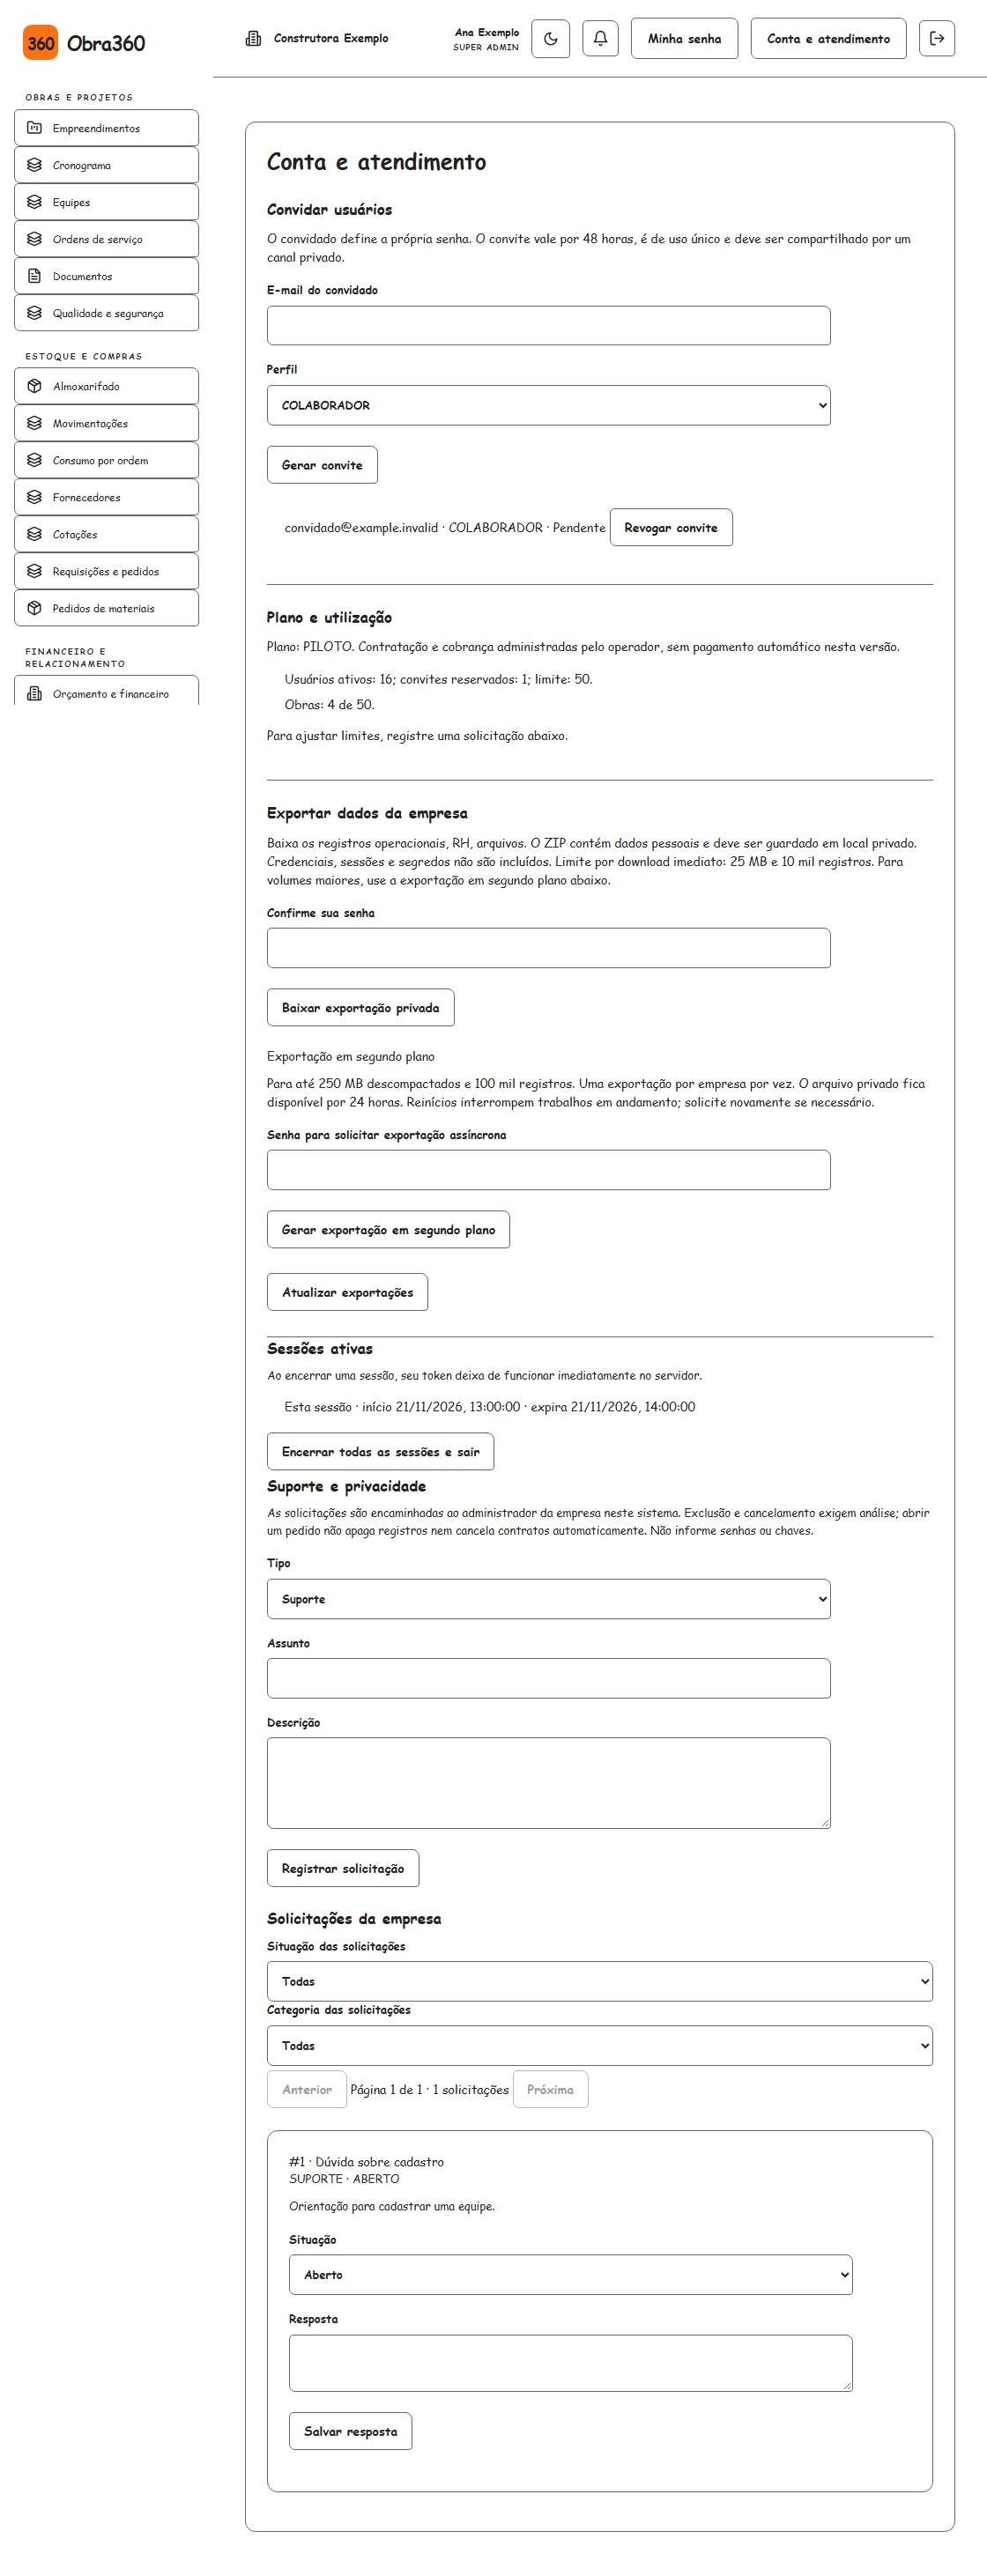 360 Obra360
OBRAS E PROJETOS
Empreendimentos
Cronograma
Equipes
Ordens de serviço
Documentos
Qualidade e segurança
ESTOQUE E COMPRAS
Almoxarifado
Movimentações
Consumo por ordem
Fornecedores
Cotações
Requisições e pedidos
Pedidos de materiais
FINANCEIRO E
RELACIONAMENTO
Orçamento e financeiro
Construtora Exemplo
Ana Exemplo
SUPER ADMIN
Minha senha
Conta e atendimento
Conta e atendimento
Convidar usuários
O convidado define a própria senha. O convite vale por 48 horas, é de uso único e deve ser compartilhado por um
canal privado.
E-mail do convidado
Perfil
COLABORADOR
Gerar convite
convidado@example.invalid · COLABORADOR · Pendente Revogar convite
Plano e utilização
Plano: PILOTO. Contratação e cobrança administradas pelo operador, sem pagamento automático nesta versão.
Usuários ativos: 16; convites reservados: 1; limite: 50.
Obras: 4 de 50.
Para ajustar limites, registre uma solicitação abaixo.
Exportar dados da empresa
Baixa os registros operacionais, RH, arquivos. O ZIP contém dados pessoais e deve ser guardado em local privado.
Credenciais, sessões e segredos não são incluídos. Limite por download imediato: 25 MB e 10 mil registros. Para
volumes maiores, use a exportação em segundo plano abaixo.
Confirme sua senha
Baixar exportação privada
Exportação em segundo plano
Para até 250 MB descompactados e 100 mil registros. Uma exportação por empresa por vez. O arquivo privado fica
disponível por 24 horas. Reinícios interrompem trabalhos em andamento; solicite novamente se necessário.
Senha para solicitar exportação assíncrona
Gerar exportação em segundo plano
Atualizar exportações
Sessões ativas
Ao encerrar uma sessão, seu token deixa de funcionar imediatamente no servidor.
Esta sessão · início 21/11/2026, 13:00:00 · expira 21/11/2026, 14:00:00
Encerrar todas as sessões e sair
Suporte e privacidade
As solicitações são encaminhadas ao administrador da empresa neste sistema. Exclusão e cancelamento exigem análise; abrir
um pedido não apaga registros nem cancela contratos automaticamente. Não informe senhas ou chaves.
Tipo
Suporte
Assunto
Descrição
Registrar solicitação
Solicitações da empresa
Situação das solicitações
Todas
Categoria das solicitações
Todas
Anterior Página 1 de 1 · 1 solicitações Próxima
#1 · Dúvida sobre cadastro
SUPORTE · ABERTO
Orientação para cadastrar uma equipe.
Situação
Aberto
Resposta
Salvar resposta